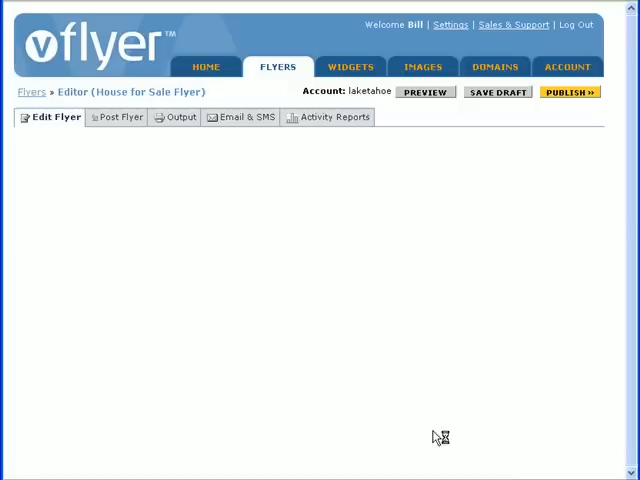 vflyer™
Welcome Bill | Settings | Sales & Support | Log Out
HOME FLYERS WIDGETS IMAGES DOMAINS ACCOUNT
Flyers » Editor (House for Sale Flyer) Account: laketahoe PREVIEW SAVE DRAFT PUBLISH »
Edit Flyer Post Flyer Output Email & SMS Activity Reports